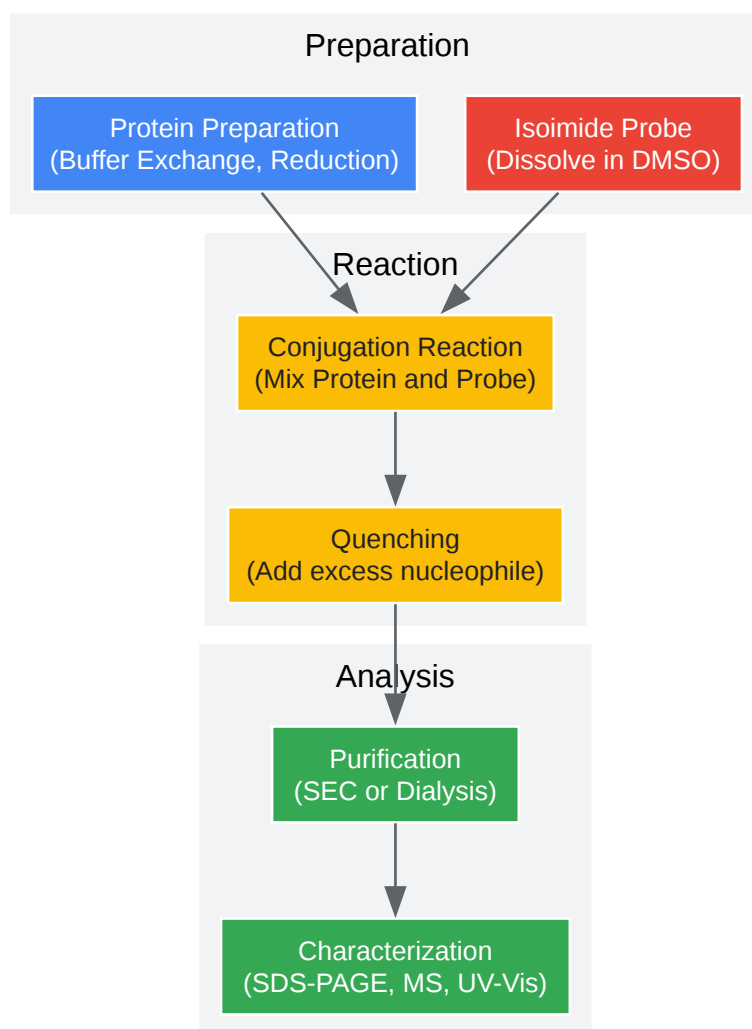 Preparation
Protein Preparation
(Buffer Exchange, Reduction)
Isoimide Probe
(Dissolve in DMSO)
Reaction
Conjugation Reaction
(Mix Protein and Probe)
Quenching
(Add excess nucleophile)
Analysis
Purification
(SEC or Dialysis)
Characterization
(SDS-PAGE, MS, UV-Vis)